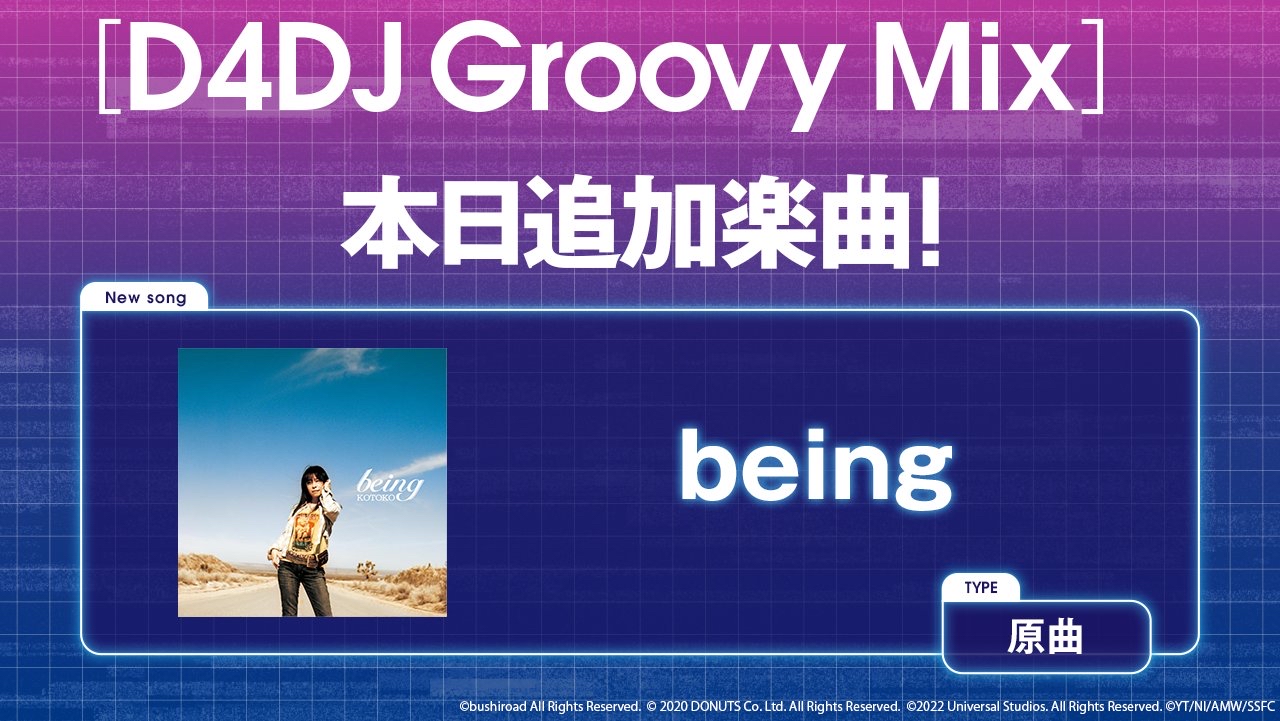 [D4DJ Groovy Mix]
本日追加楽曲!
New song
being
KOTOKO
being
TYPE
原曲
©bushiroad All Rights Reserved. © 2020 DONUTS Co. Ltd. All Rights Reserved. ©2022 Universal Studios. All Rights Reserved. ©YT/NI/AMW/SSFC